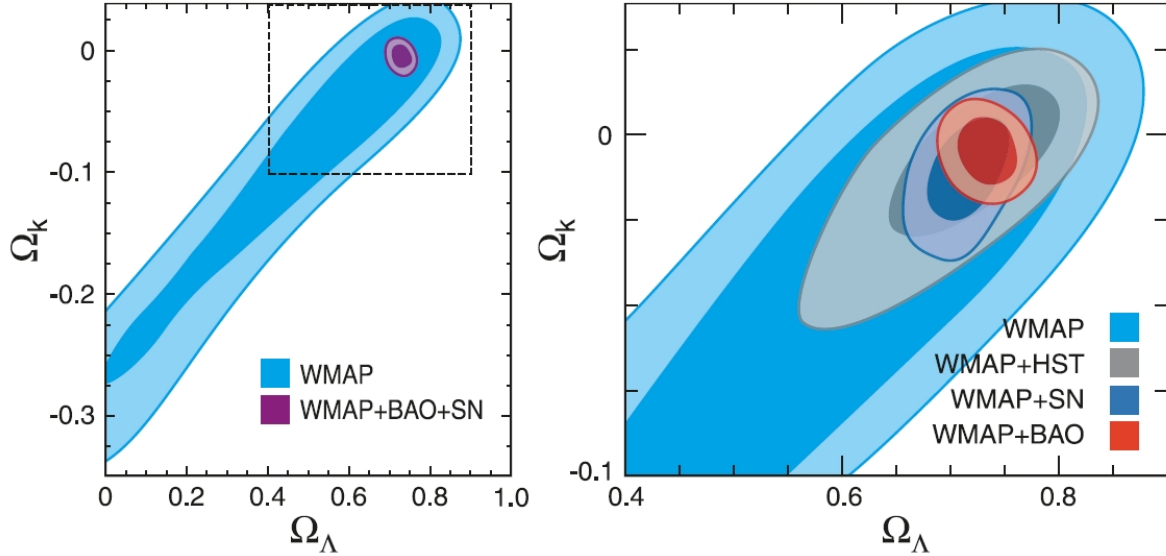 0
-0.1
-0.2
-0.3
Ωk
0 0.2 0.4 0.6 0.8 1.0
ΩΛ
WMAP
WMAP+BAO+SN
0
-0.1
Ωk
0.4 0.6 0.8
ΩΛ
WMAP
WMAP+HST
WMAP+SN
WMAP+BAO